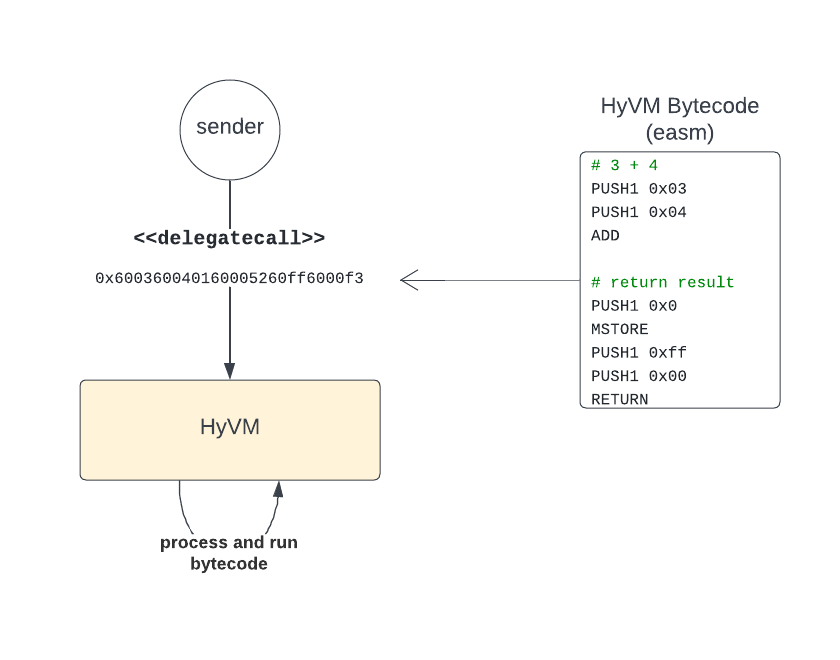 sender
<<delegatecall>>
0x600360040160005260ff6000f3
HyVM
process and run
bytecode
HyVM Bytecode
(easm)
# 3 + 4
PUSH1 0x03
PUSH1 0x04
ADD
# return result
PUSH1 0x0
MSTORE
PUSH1 0xff
PUSH1 0x00
RETURN